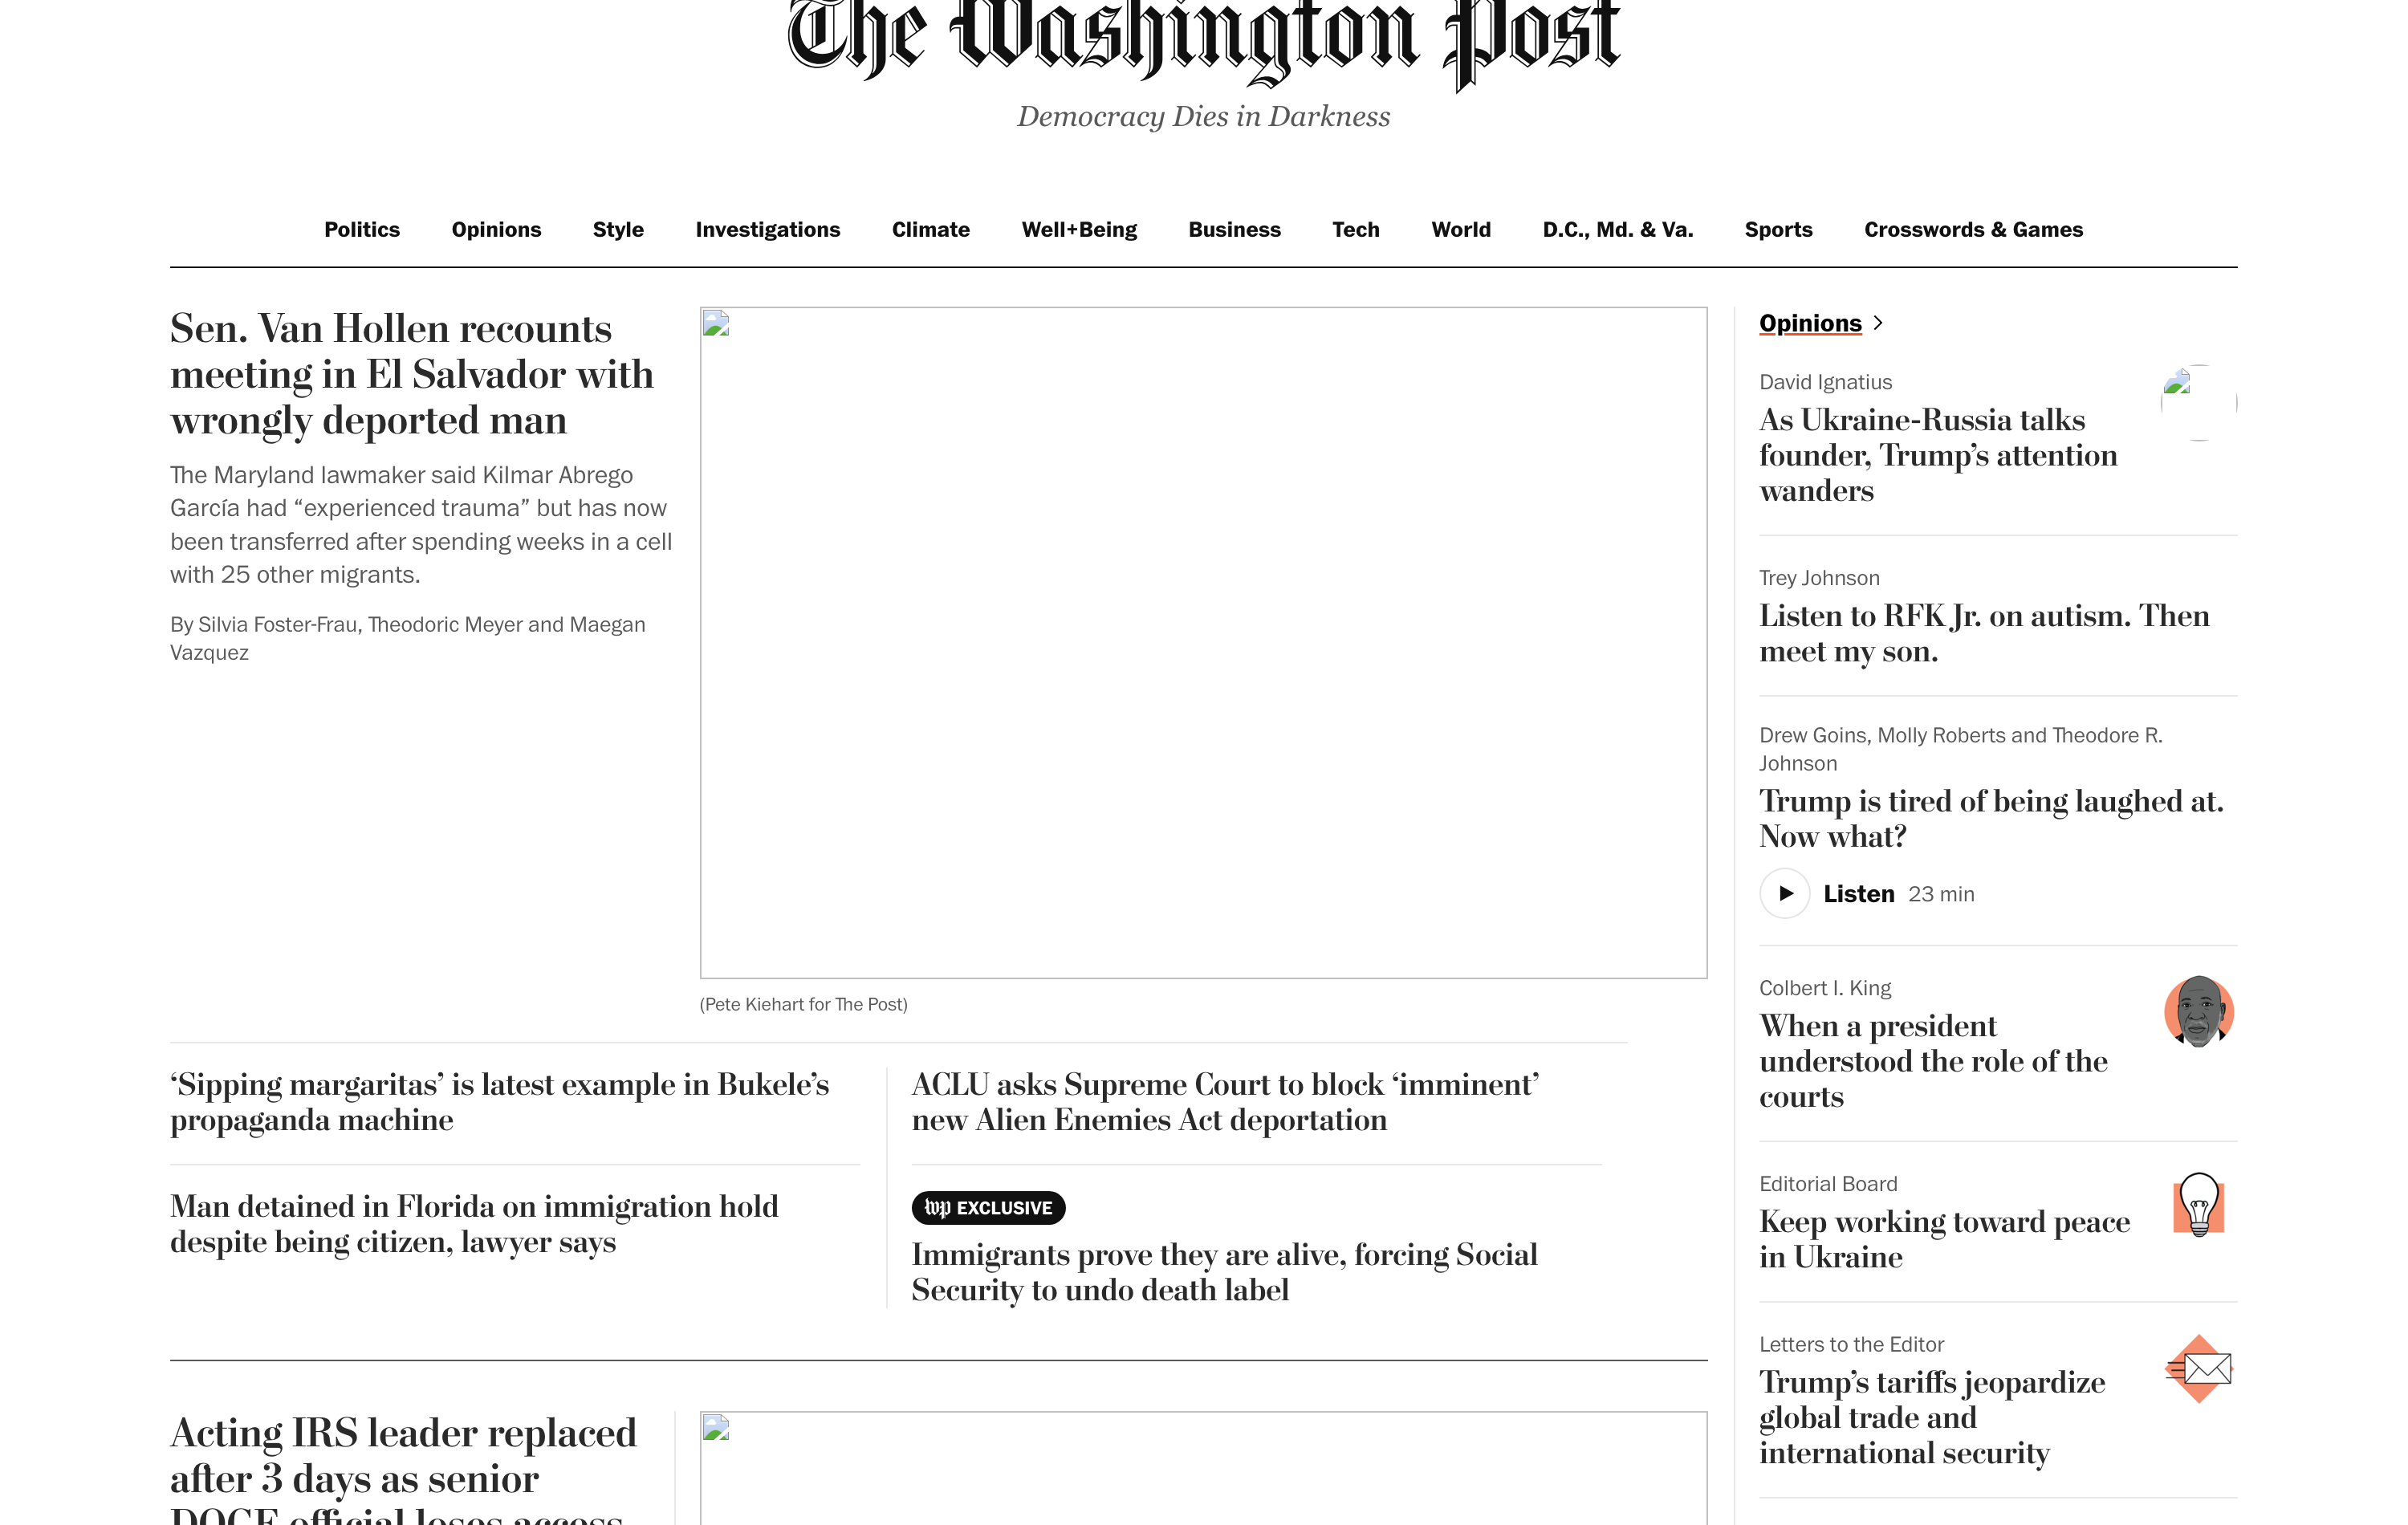 The Washington Post
Democracy Dies in Darkness
Politics Opinions Style Investigations Climate Well+Being Business Tech World D.C., Md. & Va. Sports Crosswords & Games
Sen. Van Hollen recounts
meeting in El Salvador with
wrongly deported man
The Maryland lawmaker said Kilmar Abrego
García had “experienced trauma” but has now
been transferred after spending weeks in a cell
with 25 other migrants.
By Silvia Foster-Frau, Theodoric Meyer and Maegan
Vazquez
(Pete Kiehart for The Post)
‘Sipping margaritas’ is latest example in Bukele’s
propaganda machine
Man detained in Florida on immigration hold
despite being citizen, lawyer says
ACLU asks Supreme Court to block ‘imminent’
new Alien Enemies Act deportation
wp EXCLUSIVE
Immigrants prove they are alive, forcing Social
Security to undo death label
Acting IRS leader replaced
after 3 days as senior
DOGE official loses access
Opinions
David Ignatius
As Ukraine-Russia talks
founder, Trump’s attention
wanders
Trey Johnson
Listen to RFK Jr. on autism. Then
meet my son.
Drew Goins, Molly Roberts and Theodore R.
Johnson
Trump is tired of being laughed at.
Now what?
Listen 23 min
Colbert I. King
When a president
understood the role of the
courts
Editorial Board
Keep working toward peace
in Ukraine
Letters to the Editor
Trump’s tariffs jeopardize
global trade and
international security